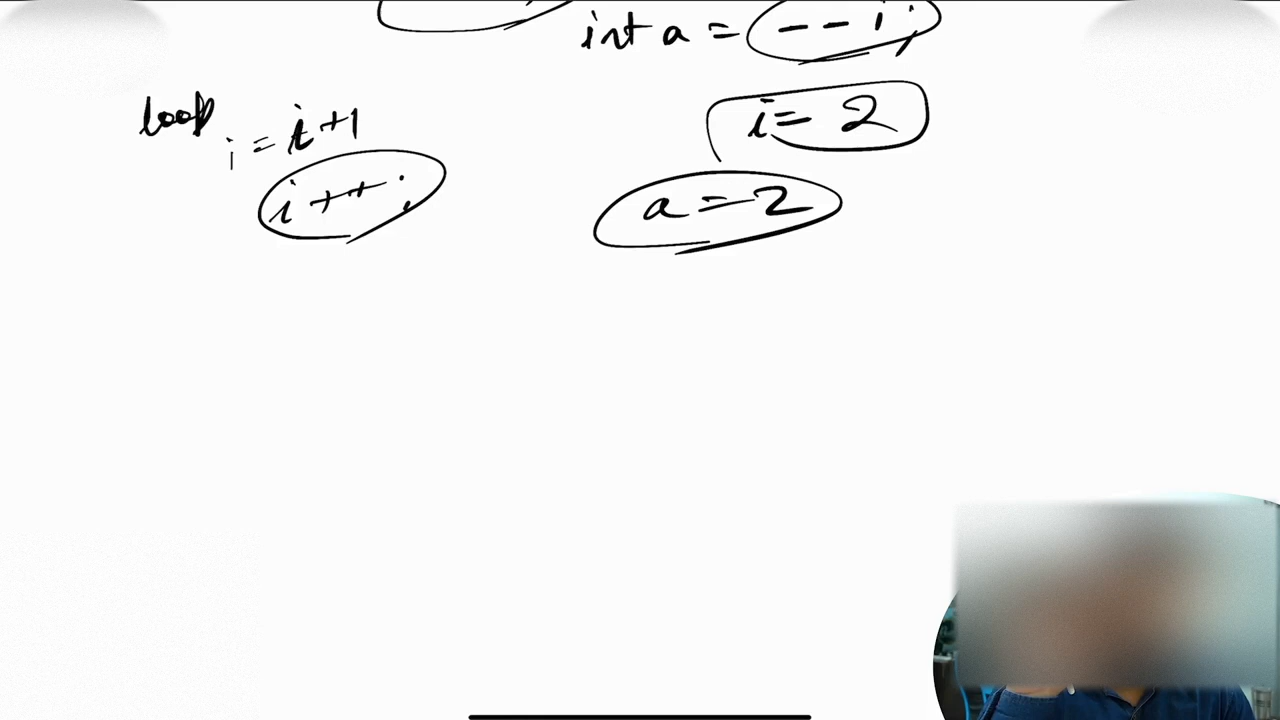 int a = --i;
loop
i = i+1
i++;
i = 2
a = 2